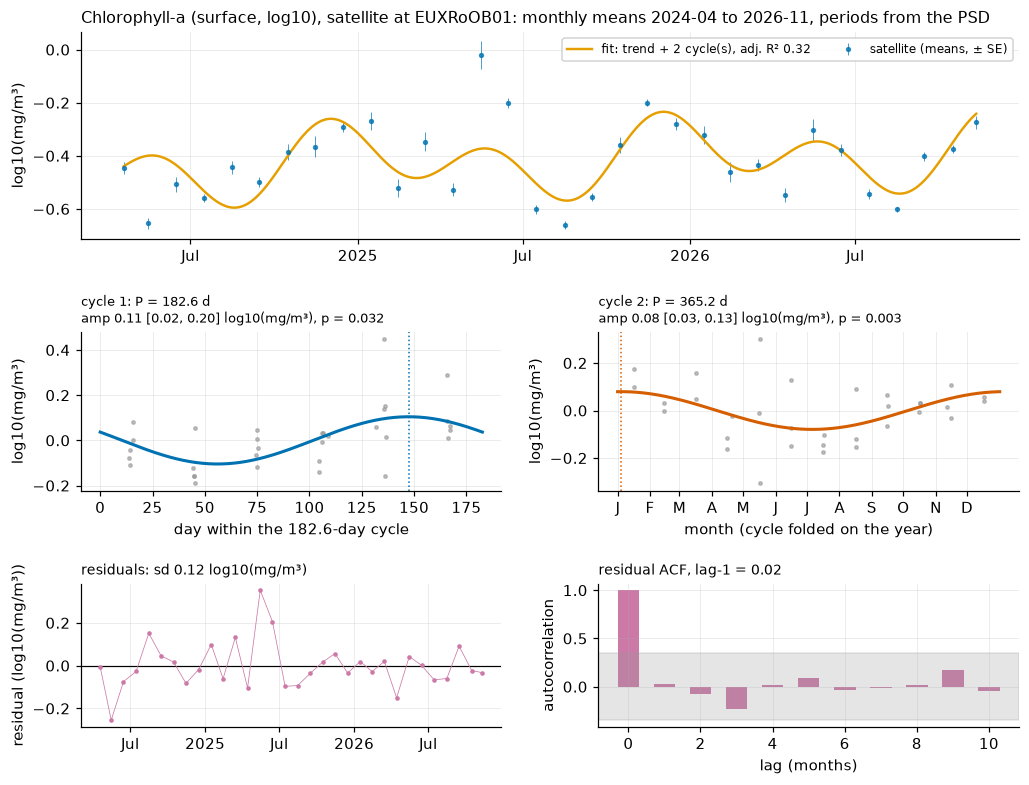 Chlorophyll-a (surface, log10), satellite at EUXRoOB01: monthly means 2024-04 to 2026-11, periods from the PSD
fit: trend + 2 cycle(s), adj. R² 0.32
satellite (means, ± SE)
log10(mg/m³)
0.0
−0.2
−0.4
−0.6
Jul
2025
Jul
2026
Jul
cycle 1: P = 182.6 d
amp 0.11 [0.02, 0.20] log10(mg/m³), p = 0.032
log10(mg/m³)
0.4
0.2
0.0
−0.2
0 25 50 75 100 125 150 175
day within the 182.6-day cycle
cycle 2: P = 365.2 d
amp 0.08 [0.03, 0.13] log10(mg/m³), p = 0.003
log10(mg/m³)
0.2
0.0
−0.2
J F M A M J J A S O N D
month (cycle folded on the year)
residuals: sd 0.12 log10(mg/m³)
residual (log10(mg/m³))
0.2
0.0
−0.2
Jul 2025 Jul 2026 Jul
residual ACF, lag-1 = 0.02
autocorrelation
1.0
0.5
0.0
0 2 4 6 8 10
lag (months)